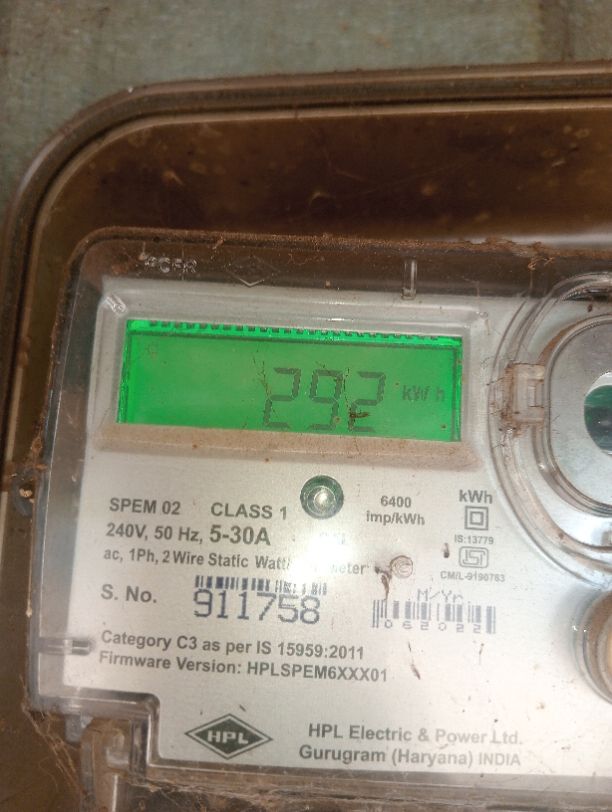 292 kWh
SPEM 02 CLASS 1
6400
imp/kWh
kWh
240V, 50 Hz, 5-30A
IS:13779
ac, 1Ph, 2 Wire Static
CM/L-9190763
S. No. 911758
M/Yr
062022
Category C3 as per IS 15959:2011
Firmware Version: HPLSPEM6XXX01
HPL
HPL Electric & Power Ltd.
Gurugram (Haryana) INDIA